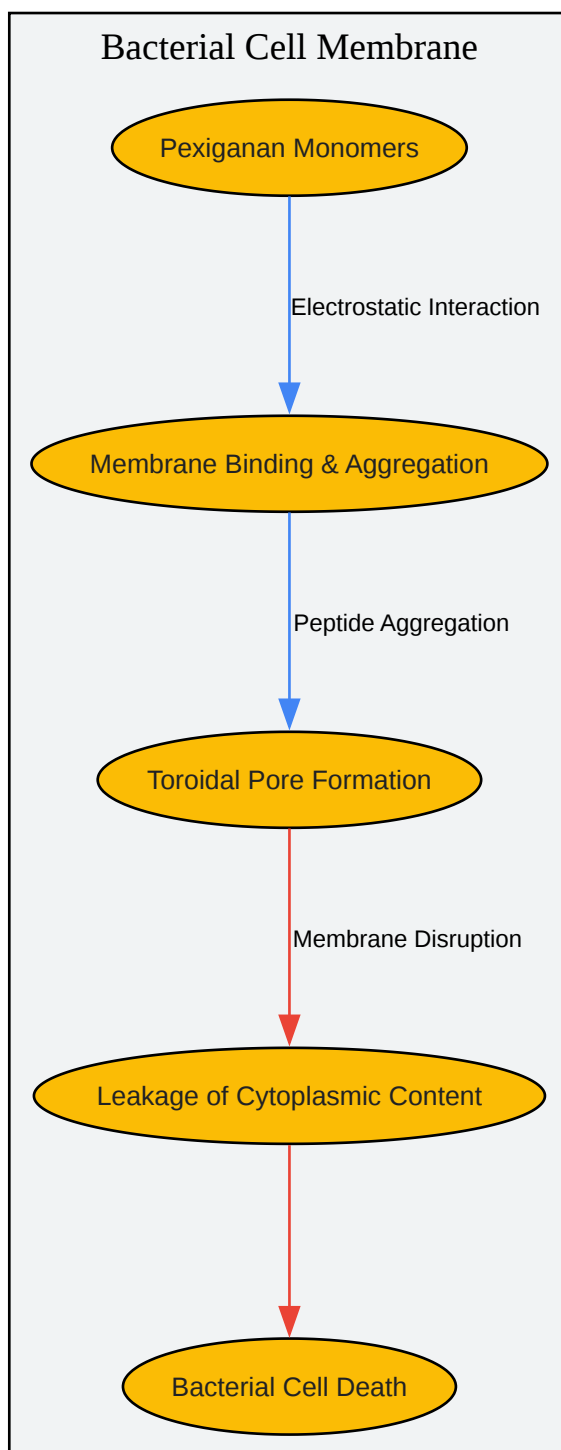 Bacterial Cell Membrane
Pexiganan Monomers
Electrostatic Interaction
Membrane Binding & Aggregation
Peptide Aggregation
Toroidal Pore Formation
Membrane Disruption
Leakage of Cytoplasmic Content
Bacterial Cell Death